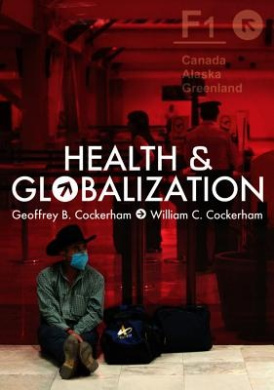 F1
Canada
Alaska
Greenland
HEALTH &
GLOBALIZATION
Geoffrey B. Cockerham William C. Cockerham